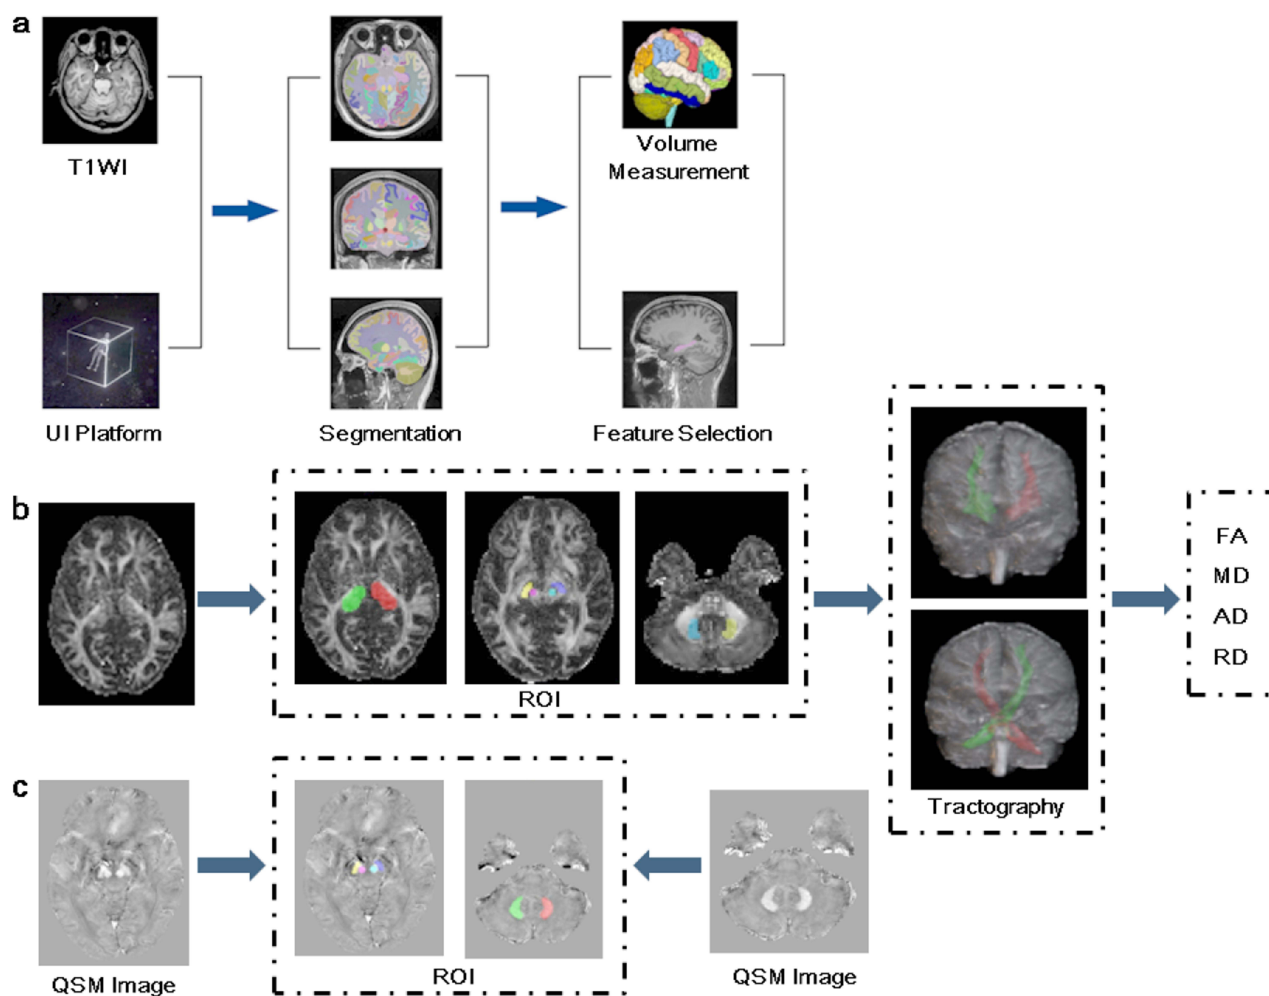 a
T1WI
Volume
Measurement
UI Platform
Segmentation
Feature Selection
b
ROI
Tractography
FA
MD
AD
RD
c
QSM Image
ROI
QSM Image